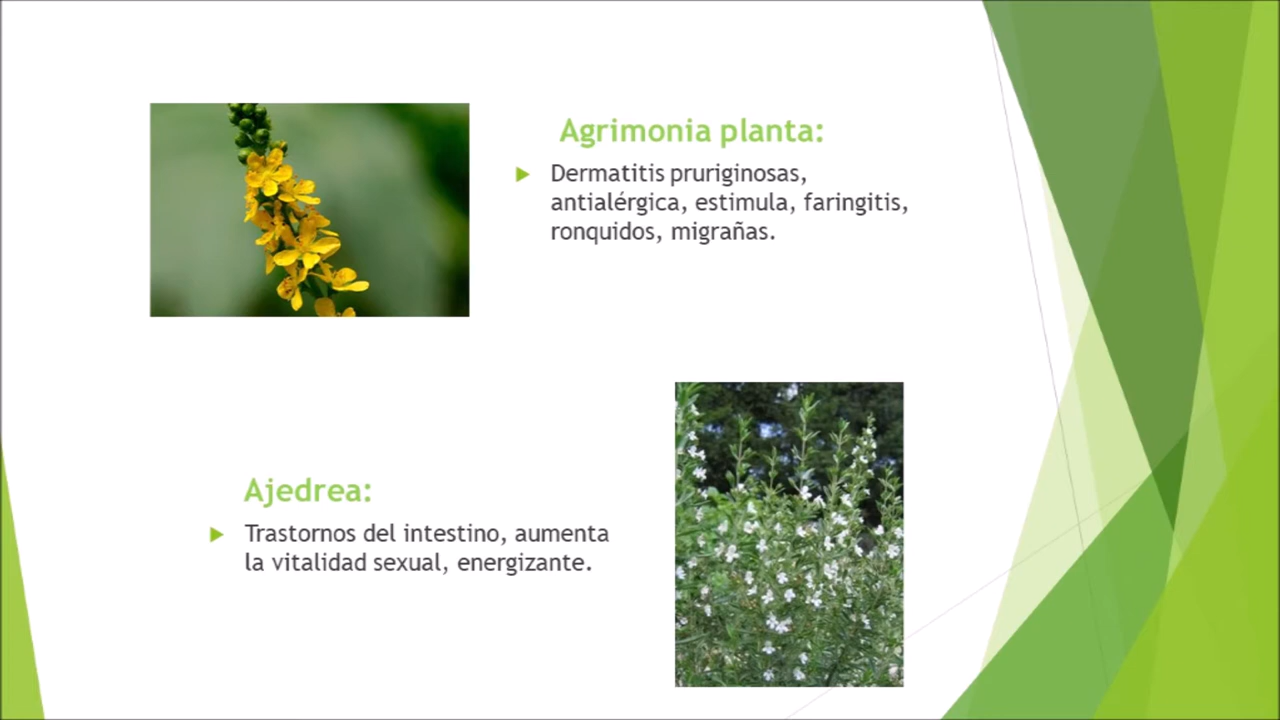 Agrimonia planta:
Dermatitis pruriginosas,
antialérgica, estimula, faringitis,
ronquidos, migrañas.
Ajedrea:
Trastornos del intestino, aumenta
la vitalidad sexual, energizante.